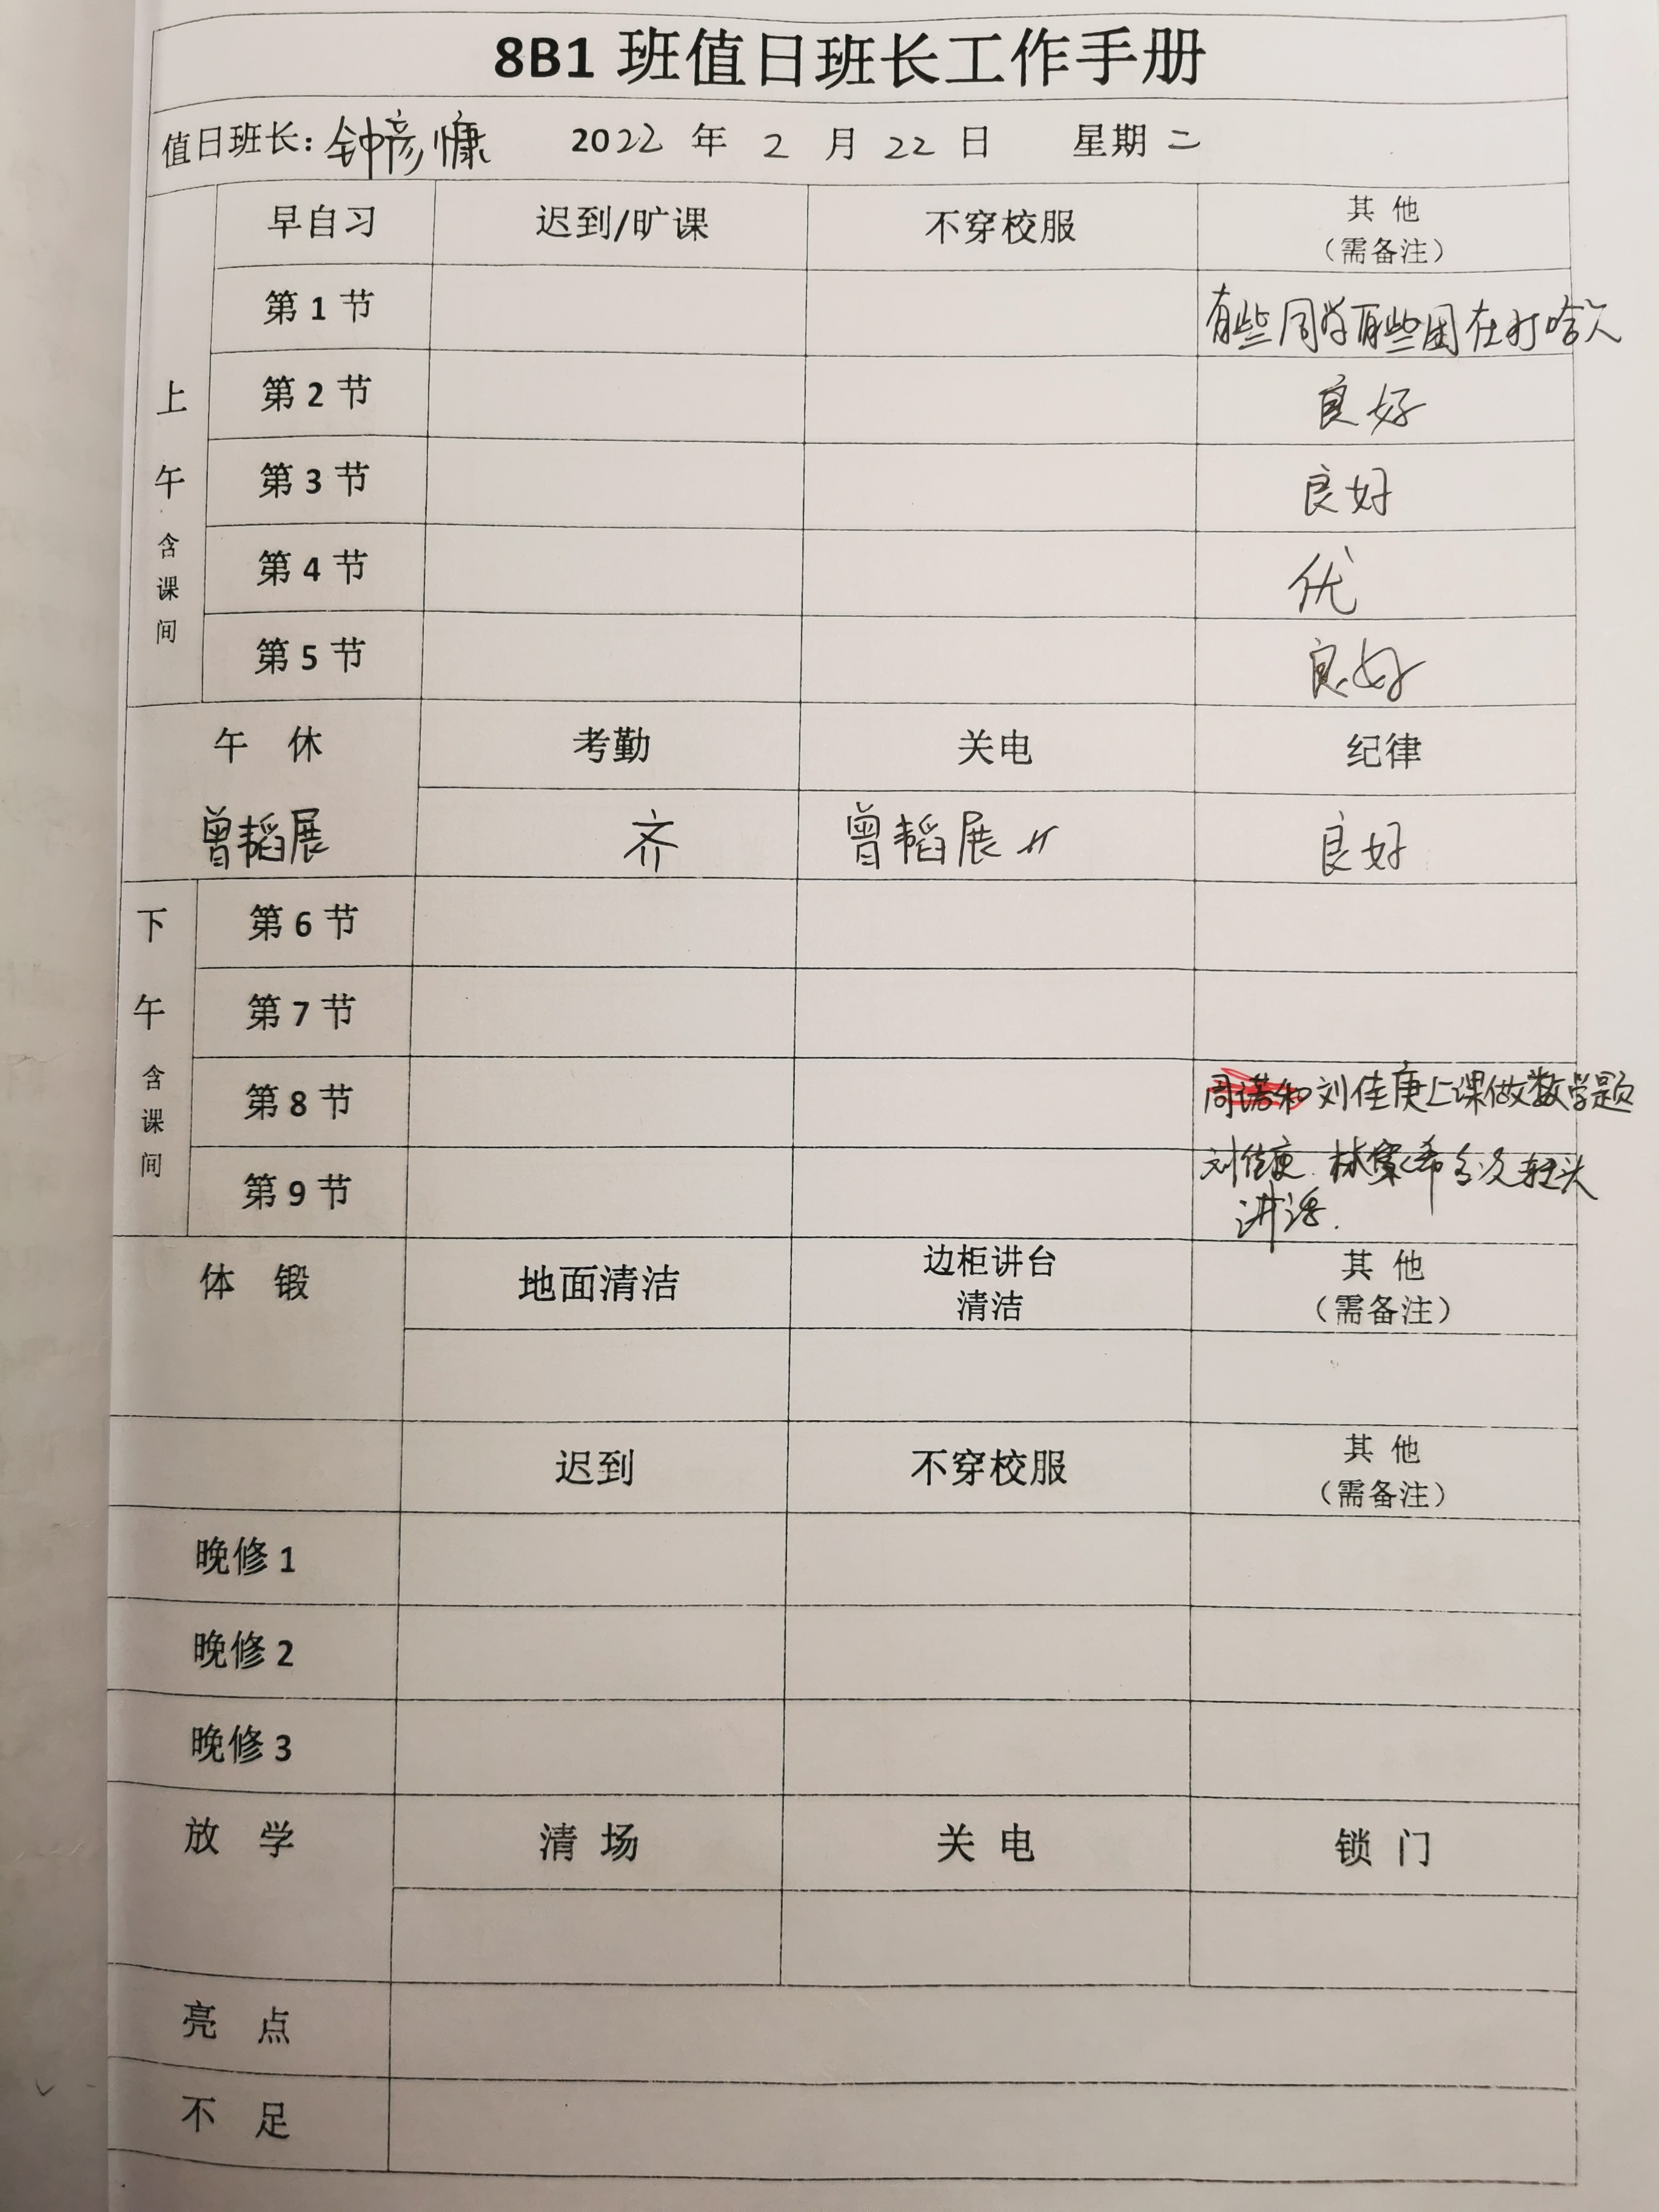 8B1 班值日班长工作手册
值日班长：钟彦慷 2022 年 2 月 22 日 星期 二
早自习 迟到/旷课 不穿校服 其 他
（需备注）
上
午
含
课
间
第 1 节 有些同学有些困在打哈欠
第 2 节 良好
第 3 节 良好
第 4 节 优
第 5 节 良好
午 休 考勤 关电 纪律
曾韬展 齐 曾韬展 良好
下
午
含
课
间
第 6 节
第 7 节
第 8 节 刘佳庚上课做数学题
第 9 节 刘佳庚 林 希多次转头
讲话.
体 锻 地面清洁 边柜讲台
清洁
其 他
（需备注）
迟到 不穿校服 其 他
（需备注）
晚修 1
晚修 2
晚修 3
放 学 清 场 关 电 锁 门
亮 点
不 足